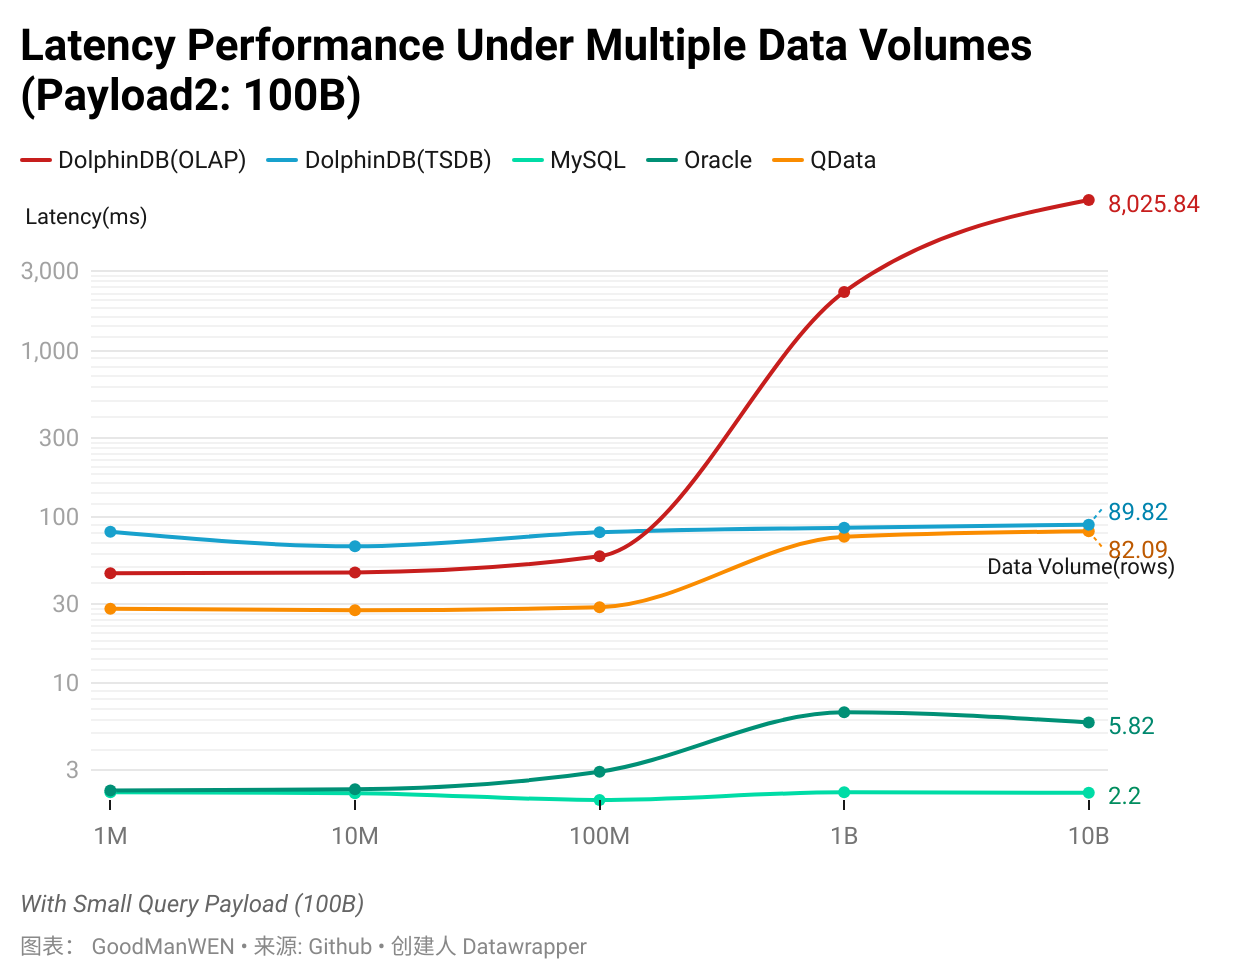 Latency Performance Under Multiple Data Volumes
(Payload2: 100B)
DolphinDB(OLAP) DolphinDB(TSDB) MySQL Oracle QData
Latency(ms)
8,025.84
3,000
1,000
300
100
89.82
82.09
Data Volume(rows)
30
10
5.82
3
2.2
1M 10M 100M 1B 10B
With Small Query Payload (100B)
图表： GoodManWEN • 来源: Github • 创建人 Datawrapper